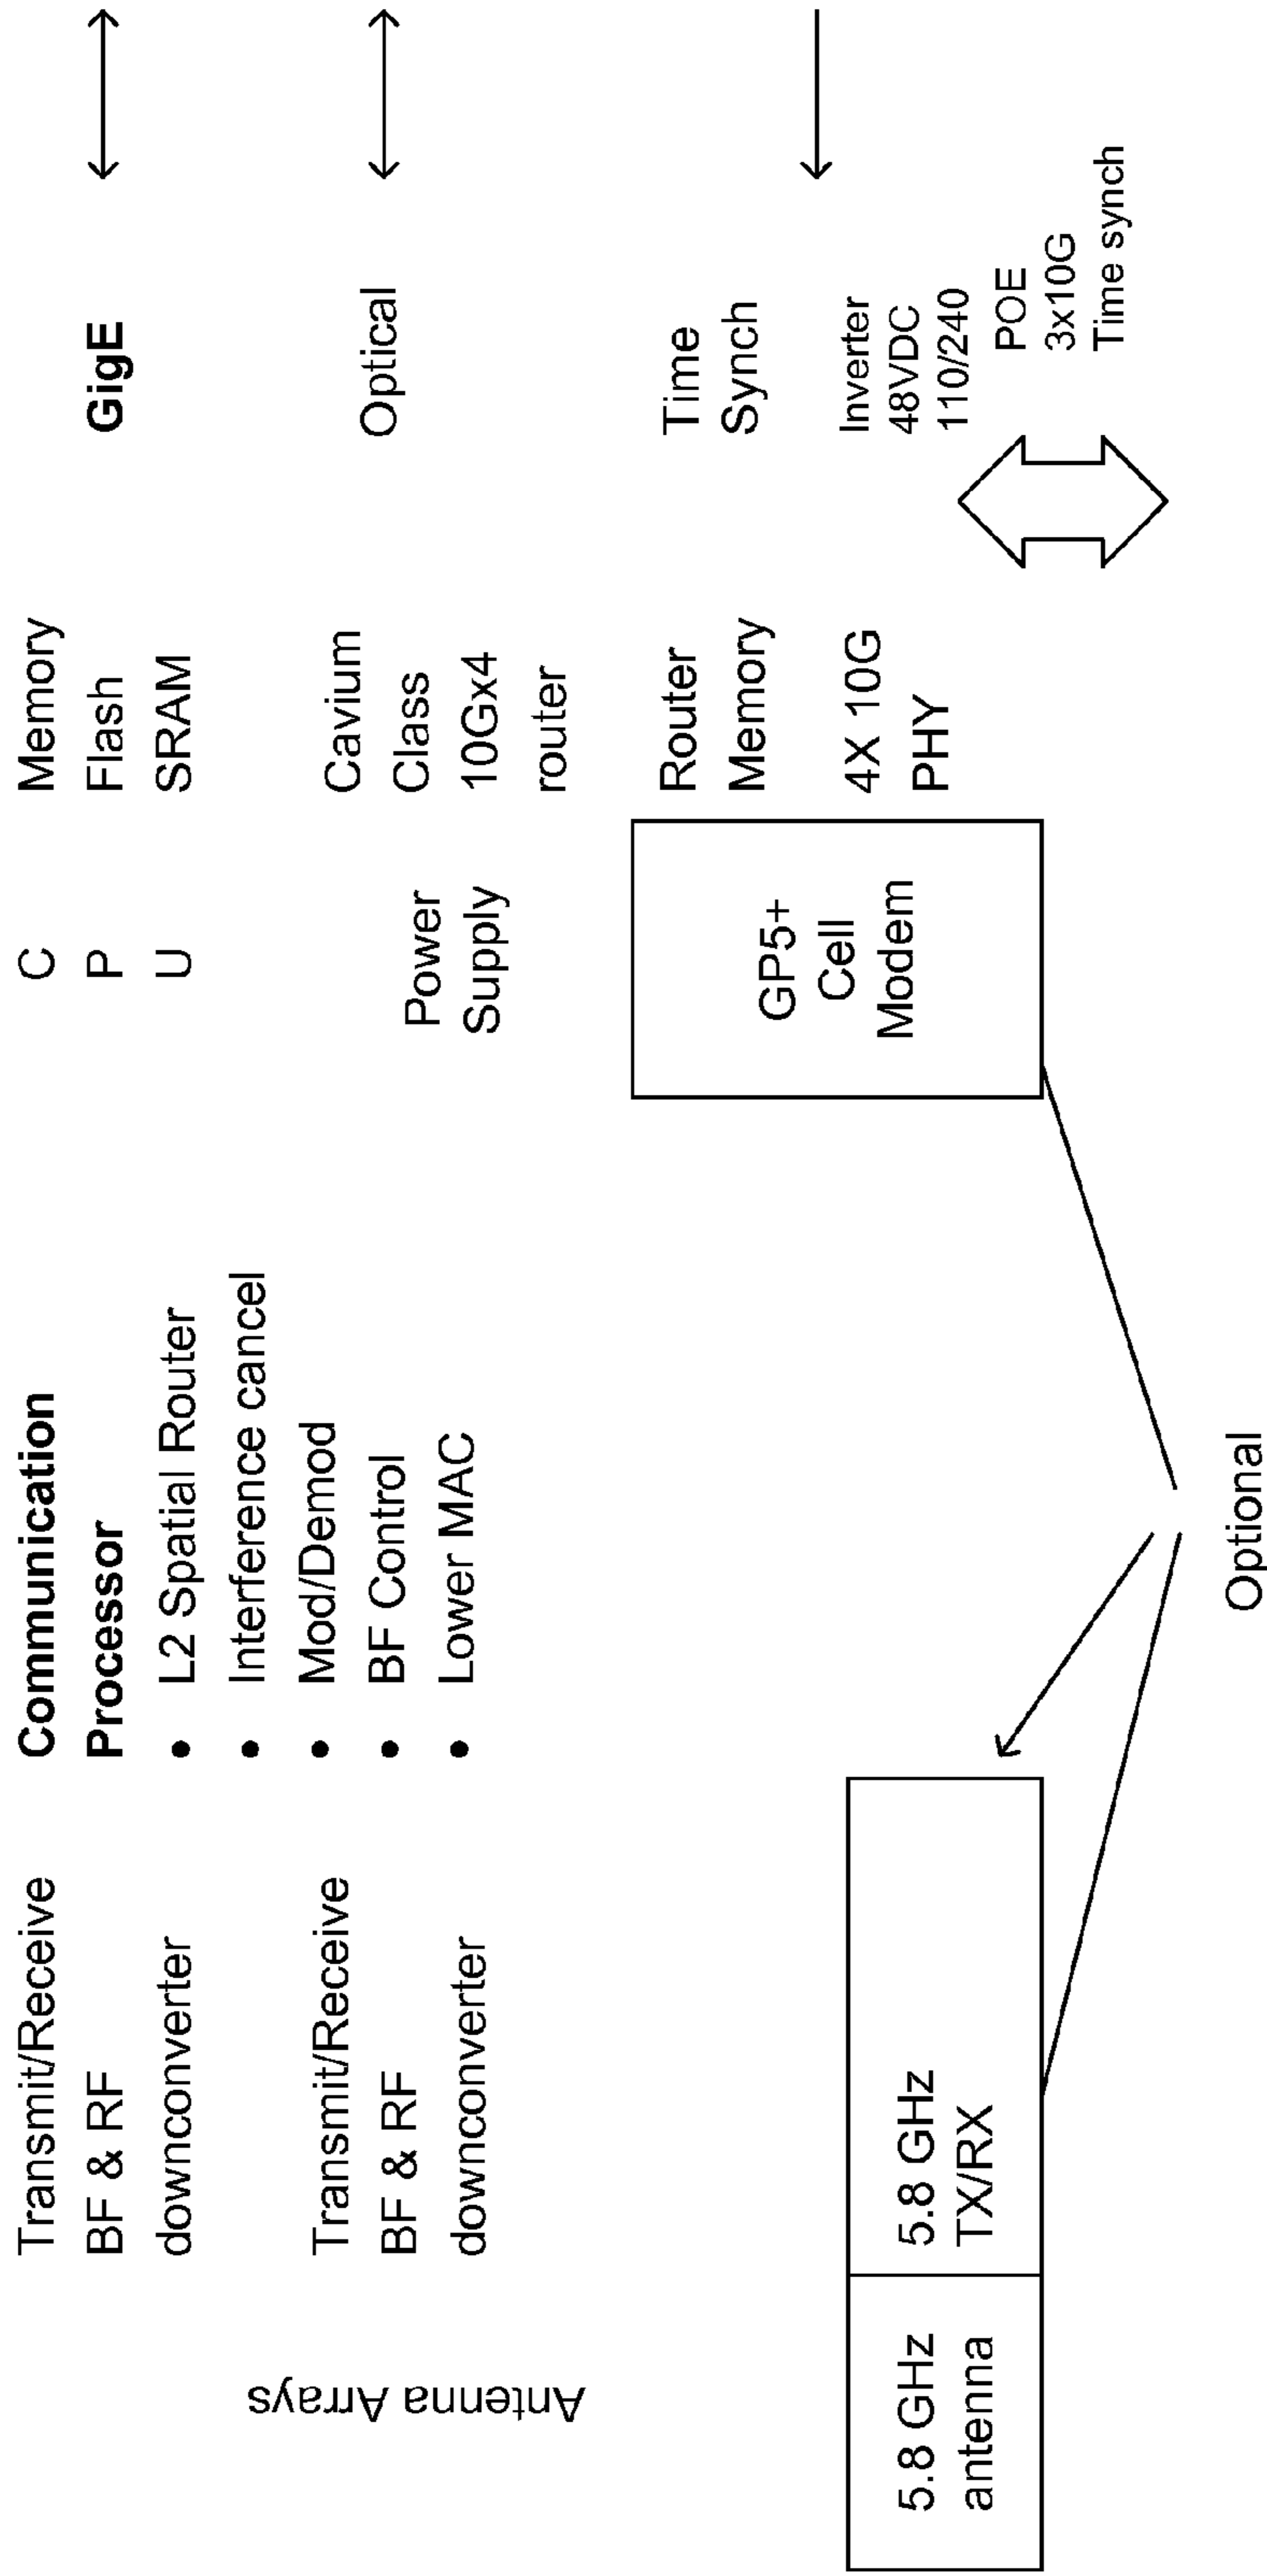 Antenna Arrays
Transmit/Receive
BF & RF
downconverter
Transmit/Receive
BF & RF
downconverter
Communication
Processor
• L2 Spatial Router
• Interference cancel
• Mod/Demod
• BF Control
• Lower MAC
C
P
U
Memory
Flash
SRAM
GigE
Power
Supply
Cavium
Class
10Gx4
router
Optical
GP5+
Cell
Modem
Router
Memory
4X 10G
PHY
Time
Synch
Inverter
48VDC
110/240
POE
3x10G
Time synch
5.8 GHz
antenna
5.8 GHz
TX/RX
Optional